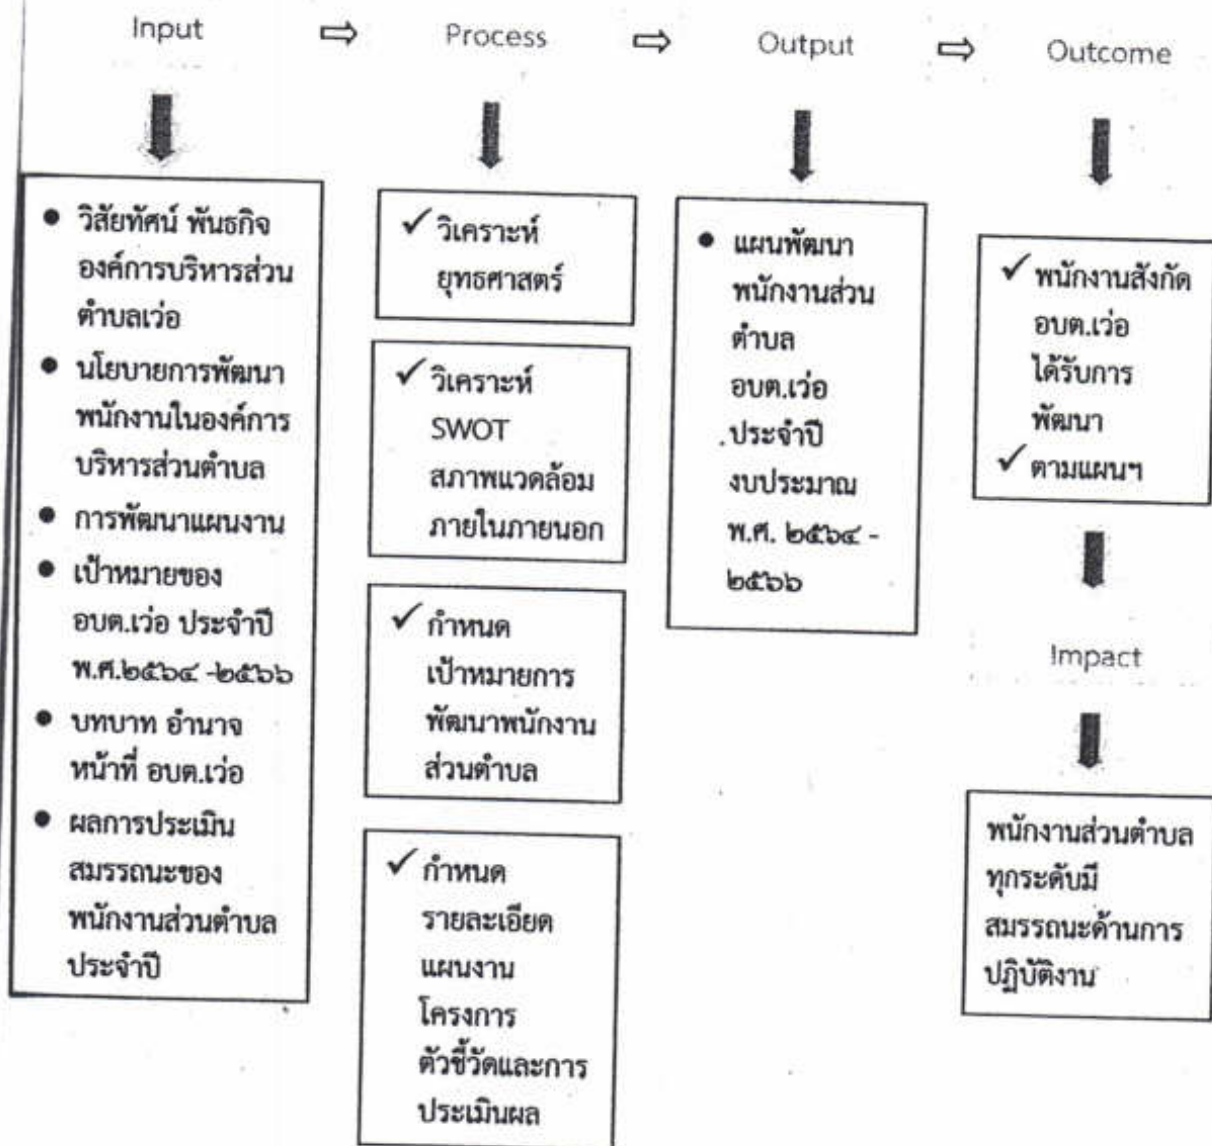 Input ⇨ Process ⇨ Output ⇨ Outcome
● วิสัยทัศน์ พันธกิจ
องค์การบริหารส่วน
ตำบลเว่อ
● นโยบายการพัฒนา
พนักงานในองค์การ
บริหารส่วนตำบล
● การพัฒนาแผนงาน
● เป้าหมายของ
อบต.เว่อ ประจำปี
พ.ศ.๒๕๖๔ -๒๕๖๖
● บทบาท อำนาจ
หน้าที่ อบต.เว่อ
● ผลการประเมิน
สมรรถนะของ
พนักงานส่วนตำบล
ประจำปี
✓ วิเคราะห์
ยุทธศาสตร์
✓ วิเคราะห์
SWOT
สภาพแวดล้อม
ภายในภายนอก
✓ กำหนด
เป้าหมายการ
พัฒนาพนักงาน
ส่วนตำบล
✓ กำหนด
รายละเอียด
แผนงาน
โครงการ
ตัวชี้วัดและการ
ประเมินผล
● แผนพัฒนา
พนักงานส่วน
ตำบล
อบต.เว่อ
ประจำปี
งบประมาณ
พ.ศ. ๒๕๖๔ -
๒๕๖๖
✓ พนักงานสังกัด
อบต.เว่อ
ได้รับการ
พัฒนา
✓ ตามแผนฯ
Impact
พนักงานส่วนตำบล
ทุกระดับมี
สมรรถนะด้านการ
ปฏิบัติงาน